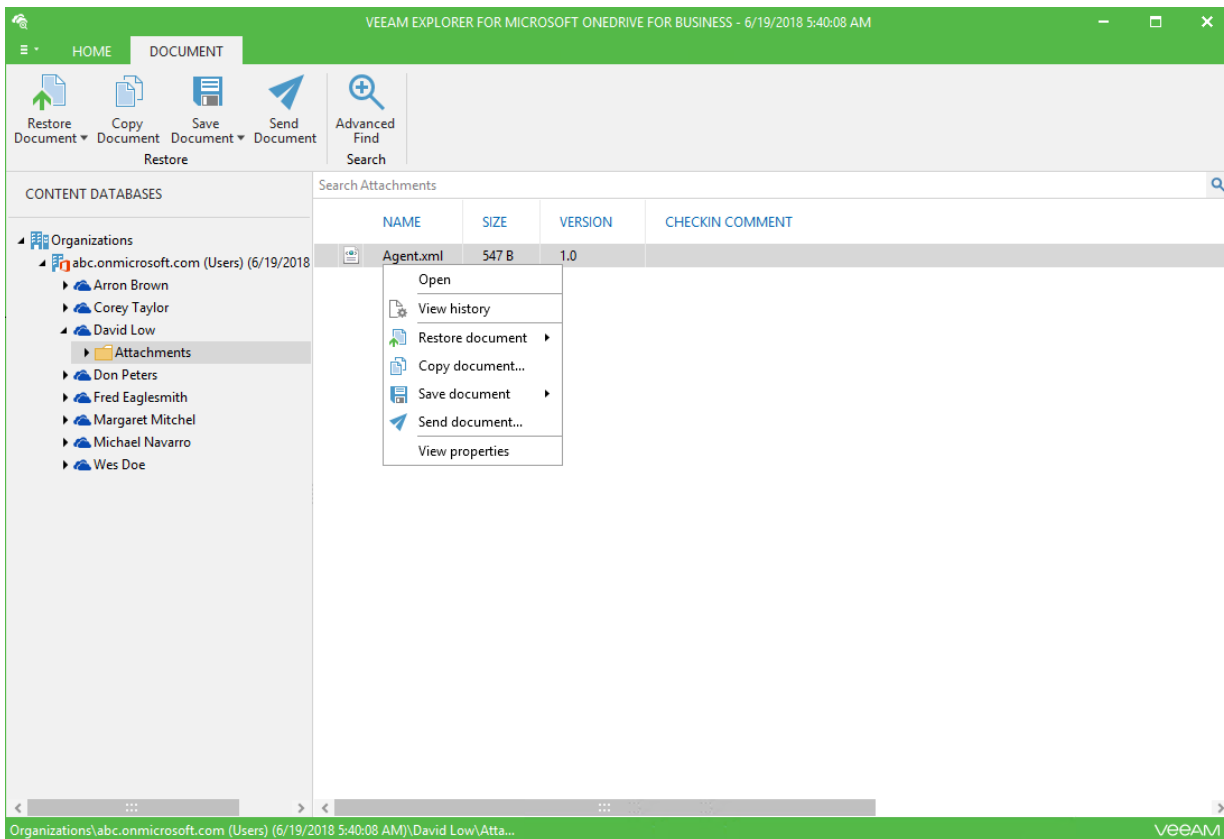 VEEAM EXPLORER FOR MICROSOFT ONEDRIVE FOR BUSINESS - 6/19/2018 5:40:08 AM
HOME DOCUMENT
Restore Document
Copy Document
Save Document
Send Document
Restore
Advanced Find
Search
CONTENT DATABASES
Organizations
abc.onmicrosoft.com (Users) (6/19/2018
Arron Brown
Corey Taylor
David Low
Attachments
Don Peters
Fred Eaglesmith
Margaret Mitchel
Michael Navarro
Wes Doe
Search Attachments
NAME SIZE VERSION CHECKIN COMMENT
Agent.xml 547 B 1.0
Open
View history
Restore document
Copy document...
Save document
Send document...
View properties
Organizations\abc.onmicrosoft.com (Users) (6/19/2018 5:40:08 AM)\David Low\Atta...
veeam